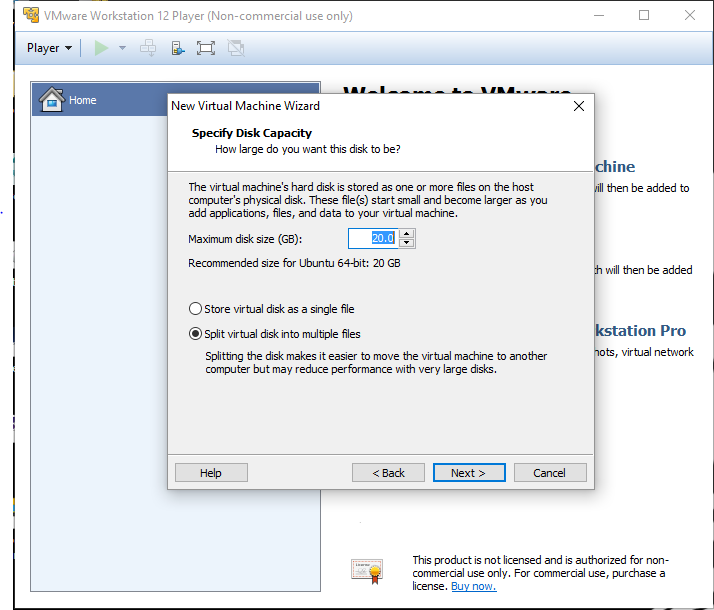 VMware Workstation 12 Player (Non-commercial use only)
Player
Home
Welcome to VMware
New Virtual Machine Wizard
Specify Disk Capacity
How large do you want this disk to be?
The virtual machine's hard disk is stored as one or more files on the host
computer's physical disk. These file(s) start small and become larger as you
add applications, files, and data to your virtual machine.
Maximum disk size (GB):
20.0
Recommended size for Ubuntu 64-bit: 20 GB
Store virtual disk as a single file
Split virtual disk into multiple files
Splitting the disk makes it easier to move the virtual machine to another
computer but may reduce performance with very large disks.
Help
< Back
Next >
Cancel
chine
will then be added to
will then be added
kstation Pro
virtual network
This product is not licensed and is authorized for non-
commercial use only. For commercial use, purchase a
license. Buy now.